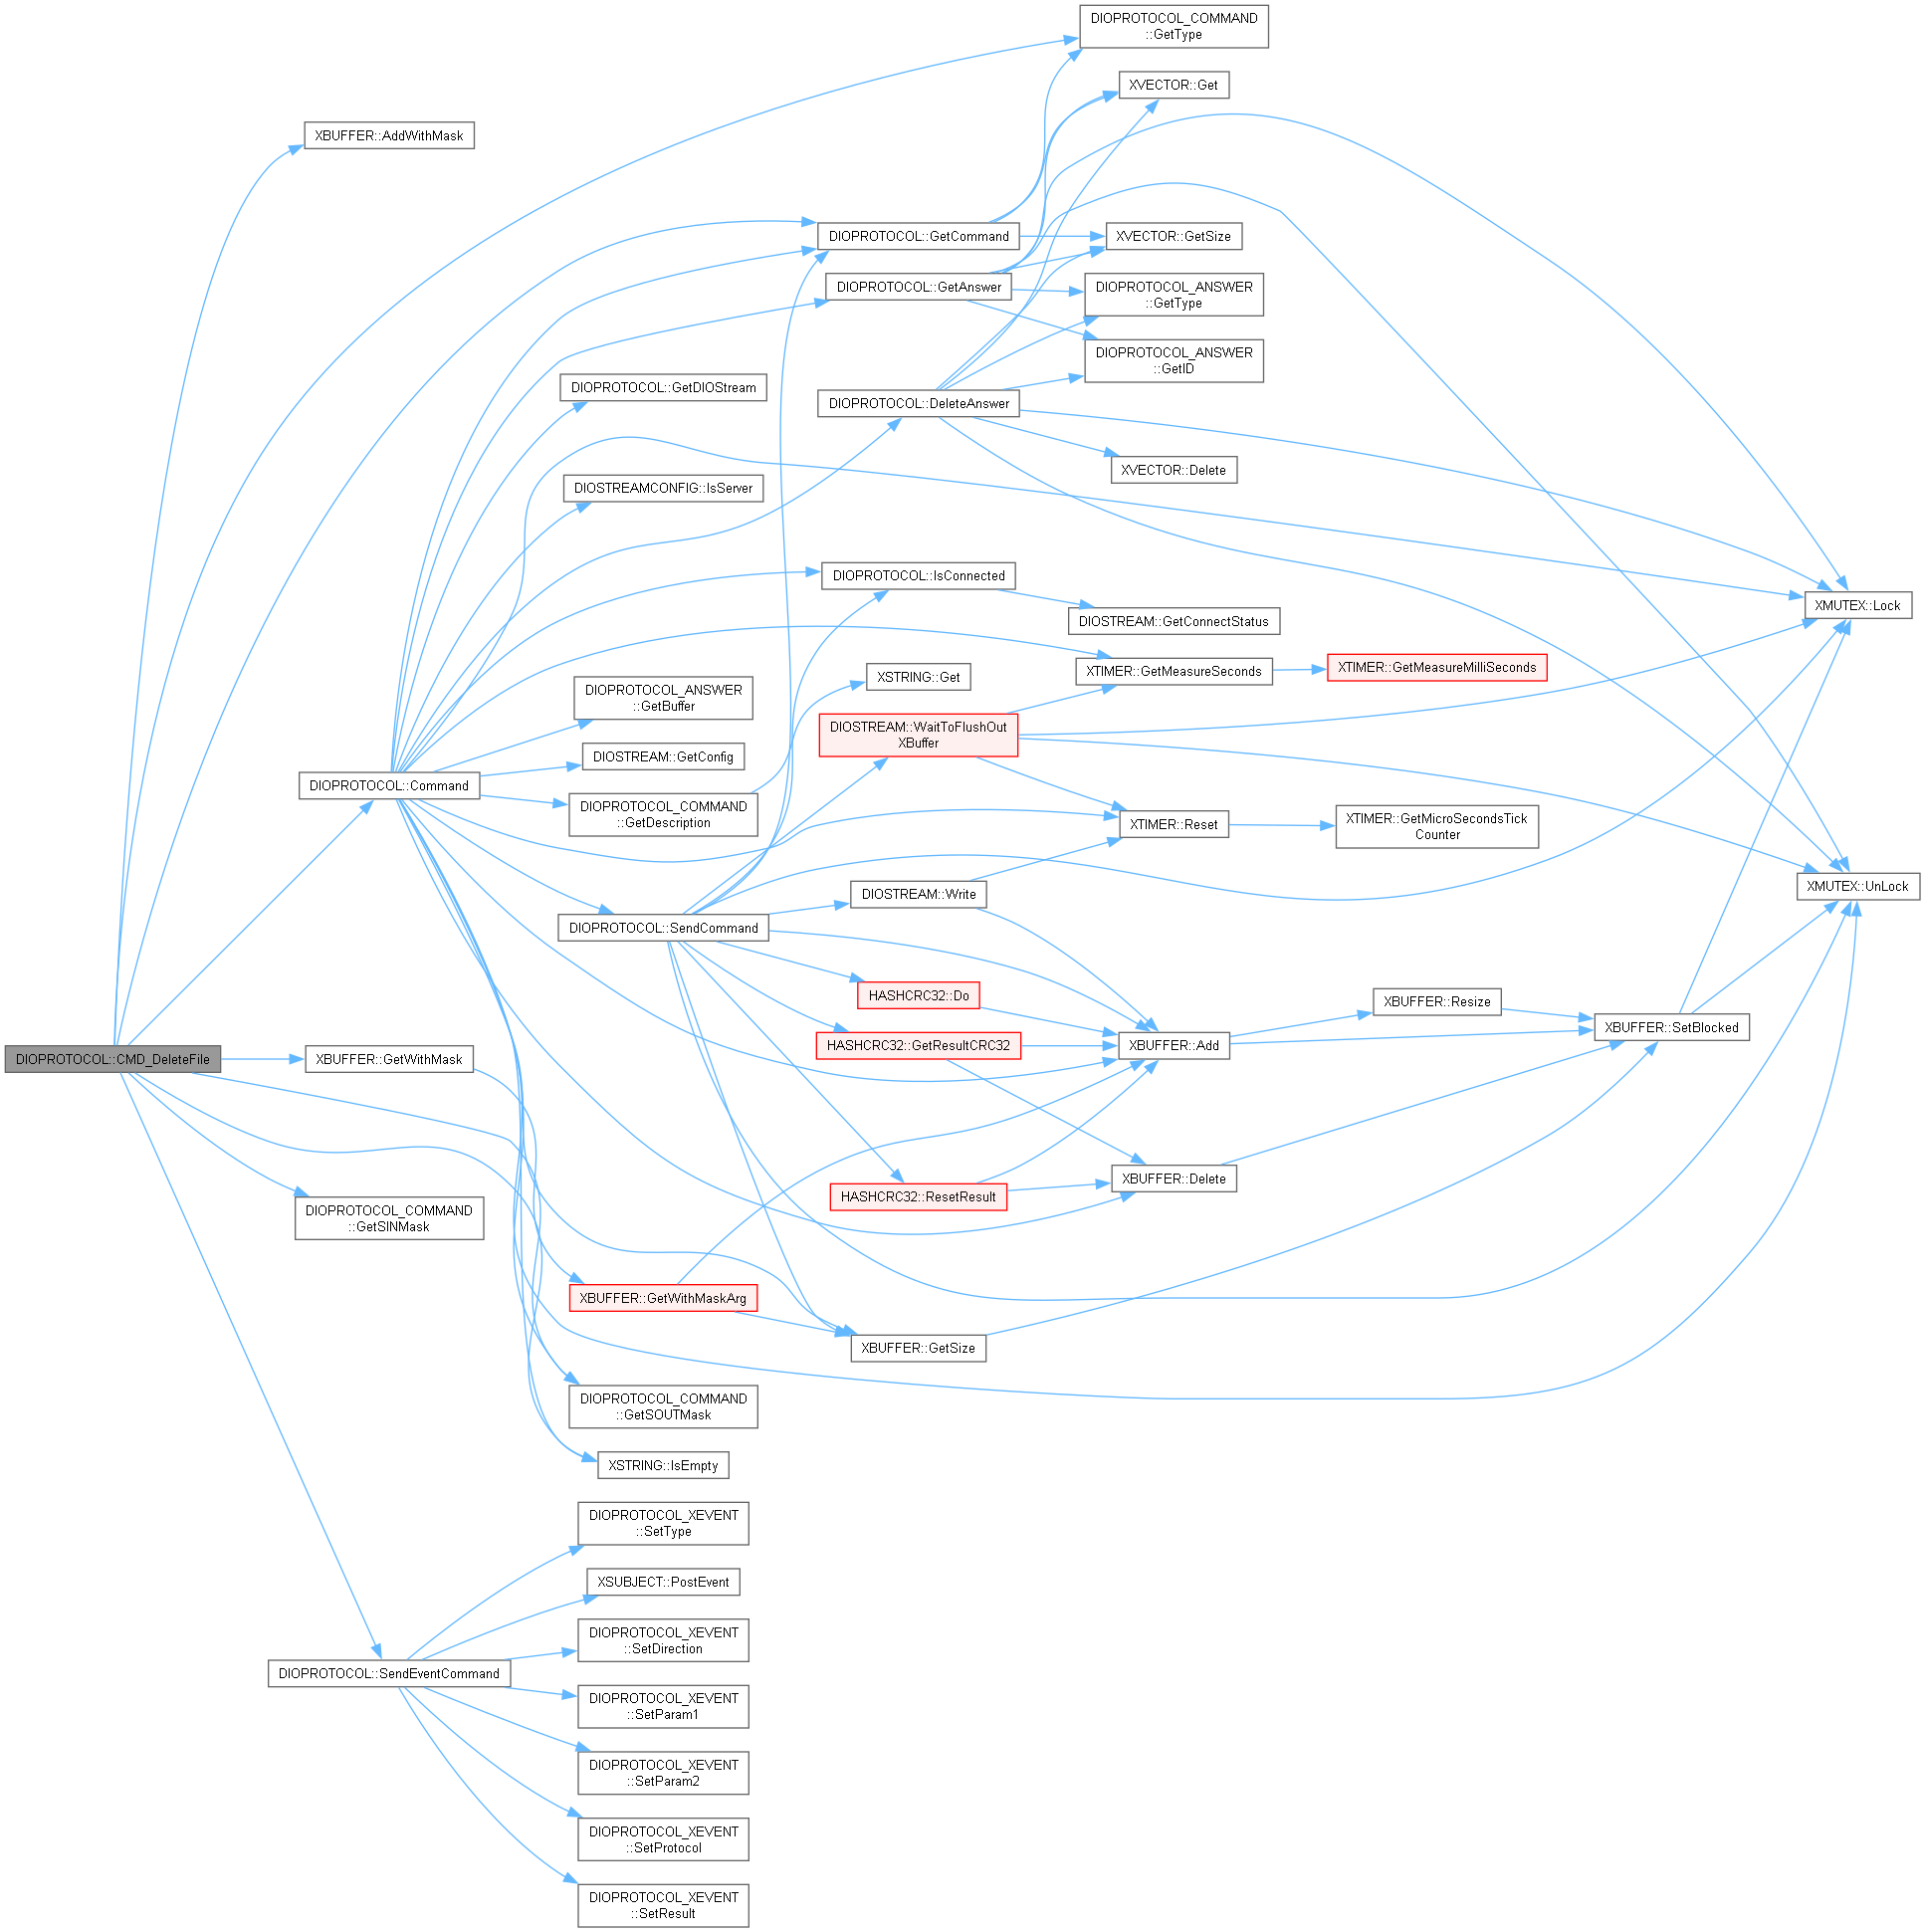 DIOPROTOCOL_COMMAND
::GetType
XVECTOR::Get
XBUFFER::AddWithMask
DIOPROTOCOL::GetCommand
XVECTOR::GetSize
DIOPROTOCOL::GetAnswer
DIOPROTOCOL_ANSWER
::GetType
DIOPROTOCOL_ANSWER
::GetID
DIOPROTOCOL::GetDIOStream
DIOPROTOCOL::DeleteAnswer
XVECTOR::Delete
DIOSTREAMCONFIG::IsServer
DIOPROTOCOL::IsConnected
XMUTEX::Lock
DIOSTREAM::GetConnectStatus
XSTRING::Get
XTIMER::GetMeasureSeconds
XTIMER::GetMeasureMilliSeconds
DIOPROTOCOL_ANSWER
::GetBuffer
DIOSTREAM::WaitToFlushOut
XBuffer
DIOSTREAM::GetConfig
DIOPROTOCOL::Command
DIOPROTOCOL_COMMAND
::GetDescription
XTIMER::Reset
XTIMER::GetMicroSecondsTick
Counter
DIOSTREAM::Write
XMUTEX::UnLock
DIOPROTOCOL::SendCommand
HASHCRC32::Do
XBUFFER::Resize
XBUFFER::SetBlocked
HASHCRC32::GetResultCRC32
XBUFFER::Add
DIOPROTOCOL::CMD_DeleteFile
XBUFFER::GetWithMask
XBUFFER::Delete
HASHCRC32::ResetResult
DIOPROTOCOL_COMMAND
::GetSINMask
XBUFFER::GetWithMaskArg
XBUFFER::GetSize
DIOPROTOCOL_COMMAND
::GetSOUTMask
XSTRING::IsEmpty
DIOPROTOCOL_XEVENT
::SetType
XSUBJECT::PostEvent
DIOPROTOCOL_XEVENT
::SetDirection
DIOPROTOCOL::SendEventCommand
DIOPROTOCOL_XEVENT
::SetParam1
DIOPROTOCOL_XEVENT
::SetParam2
DIOPROTOCOL_XEVENT
::SetProtocol
DIOPROTOCOL_XEVENT
::SetResult